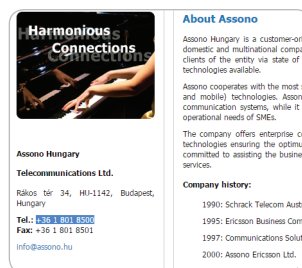 Harmonious
Connections
Assono Hungary
Telecommunications Ltd.
Rákos tér 34, HU-1142, Budapest,
Hungary
Tel.: +36 1 801 8500
Fax: +36 1 801 8501
info@assono.hu
About Assono
Assono Hungary is a customer-or
domestic and multinational compa
clients of the entity via state of
technologies available.
Assono cooperates with the most
and mobile) technologies. Asson
communication systems, while it
operational needs of SMEs.
The company offers enterprise c
technologies ensuring the optimu
committed to assisting the busine
services.
Company history:
1990: Schrack Telecom Aust
1995: Ericsson Business Com
1997: Communications Solut
2000: Assono Ericsson Ltd.